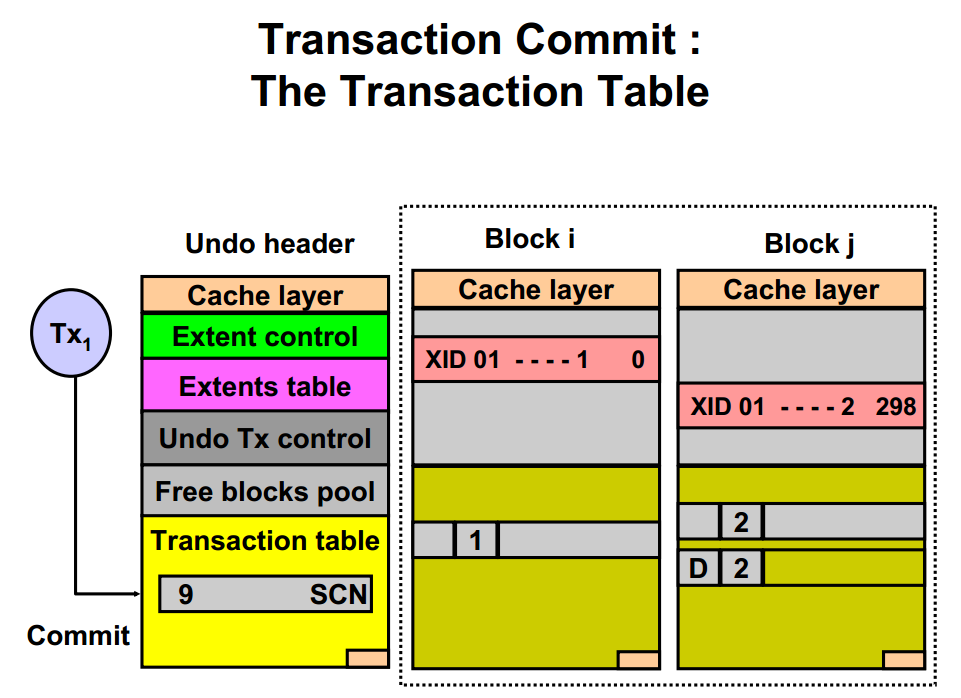 Transaction Commit :
The Transaction Table
Undo header
Block i
Block j
Cache layer
Cache layer
Cache layer
Tx1
Extent control
XID 01 - - - - 1 0
Extents table
XID 01 - - - - 2 298
Undo Tx control
Free blocks pool
2
Transaction table
1
D 2
9 SCN
Commit